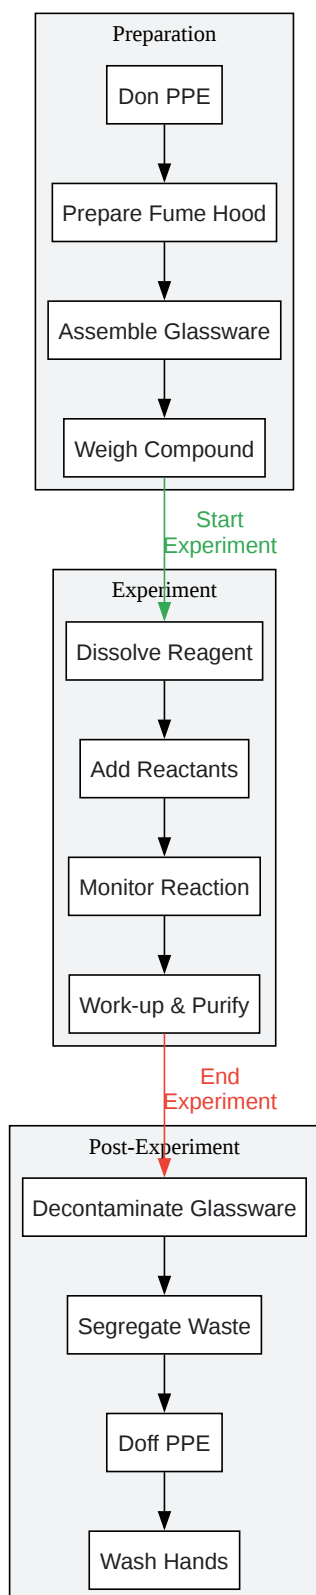 Preparation
Don PPE
Prepare Fume Hood
Assemble Glassware
Weigh Compound
Start
Experiment
Experiment
Dissolve Reagent
Add Reactants
Monitor Reaction
Work-up & Purify
End
Experiment
Post-Experiment
Decontaminate Glassware
Segregate Waste
Doff PPE
Wash Hands